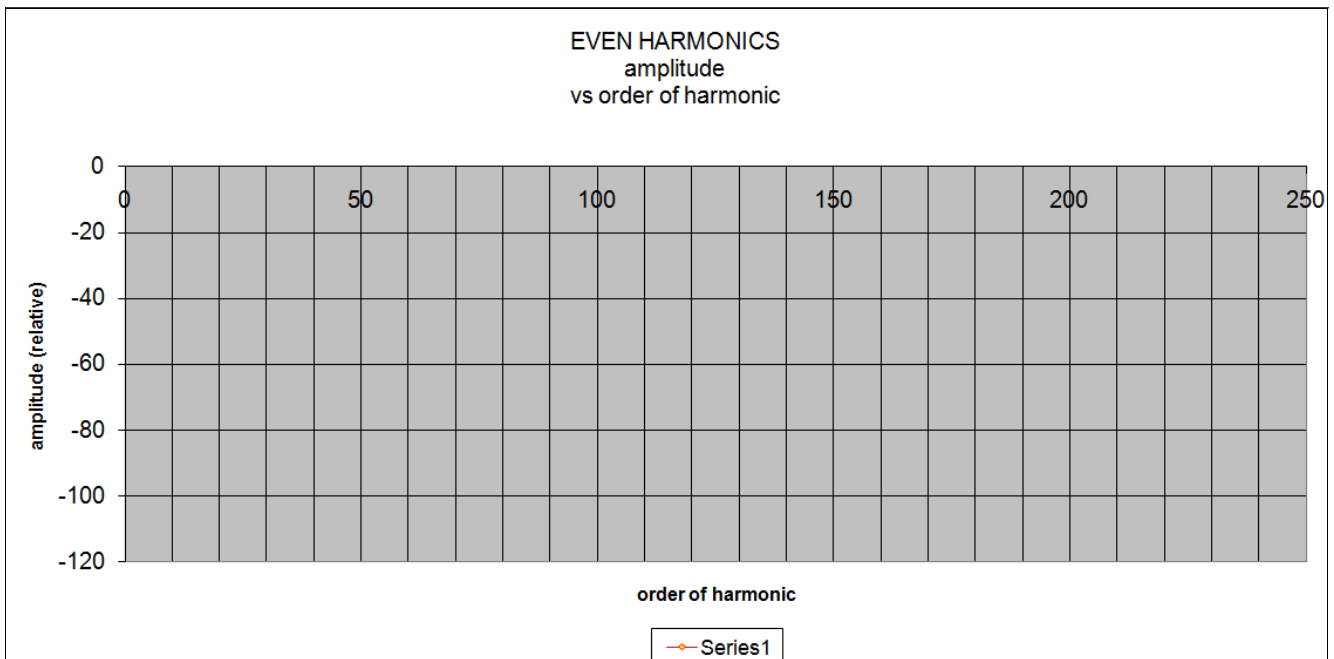 EVEN HARMONICS
amplitude
vs order of harmonic
0
0 50 100 150 200 250
-20
-40
-60
-80
-100
-120
amplitude (relative)
order of harmonic
Series1